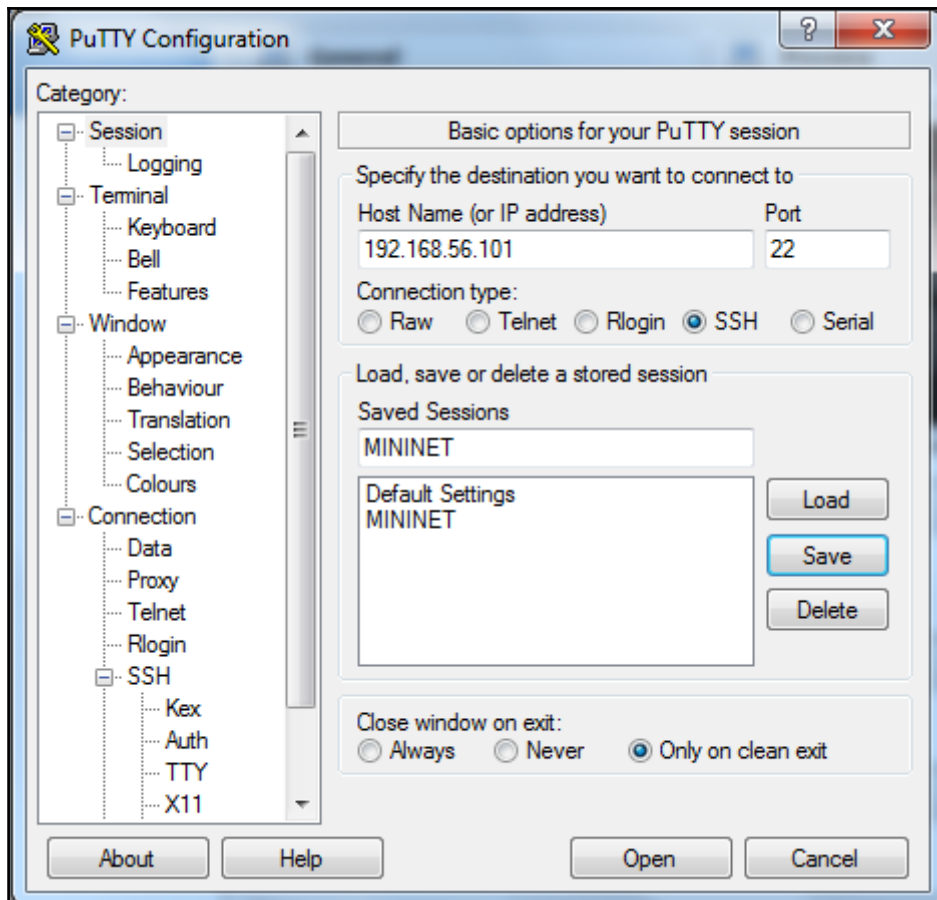 PuTTY Configuration
Category:
Session
Logging
Terminal
Keyboard
Bell
Features
Window
Appearance
Behaviour
Translation
Selection
Colours
Connection
Data
Proxy
Telnet
Rlogin
SSH
Kex
Auth
TTY
X11
Basic options for your PuTTY session
Specify the destination you want to connect to
Host Name (or IP address) Port
192.168.56.101 22
Connection type:
Raw Telnet Rlogin SSH Serial
Load, save or delete a stored session
Saved Sessions
MININET
Default Settings
MININET
Load
Save
Delete
Close window on exit:
Always Never Only on clean exit
About Help Open Cancel